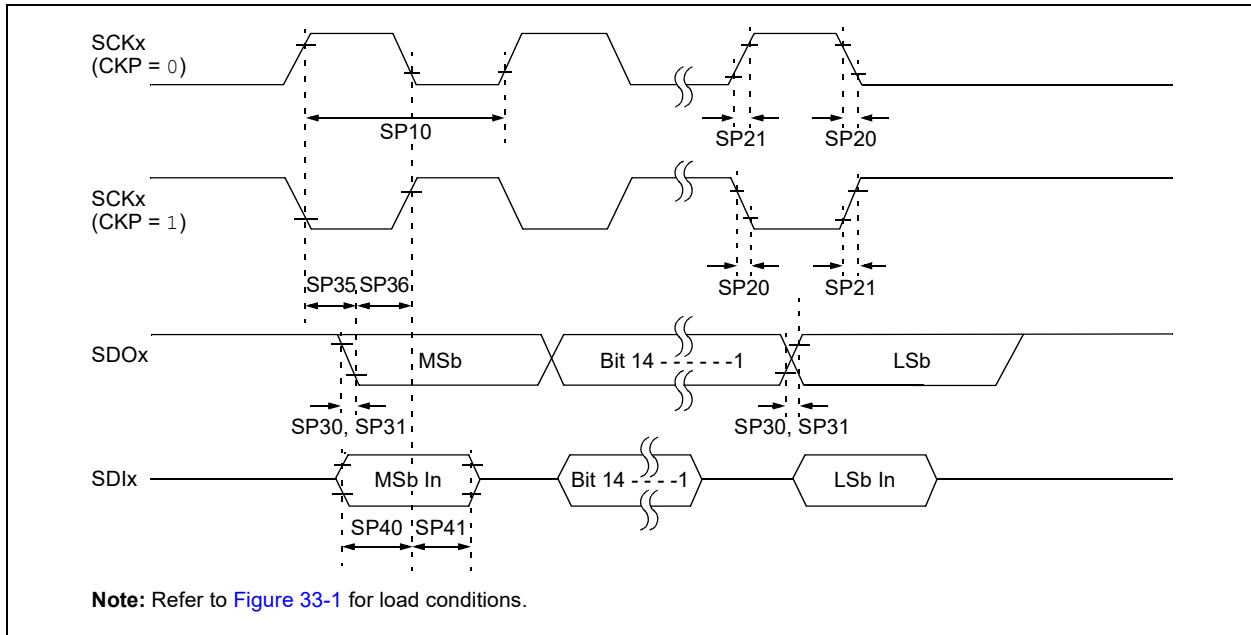 SCKx
(CKP = 0)
SP10
SP21
SP20
SCKx
(CKP = 1)
SP35
SP36
SP20
SP21
SDOx
MSb
Bit 14 - - - - - -1
LSb
SP30, SP31
SP30, SP31
SDIx
MSb In
Bit 14 - - - - -1
LSb In
SP40
SP41
Note: Refer to Figure 33-1 for load conditions.